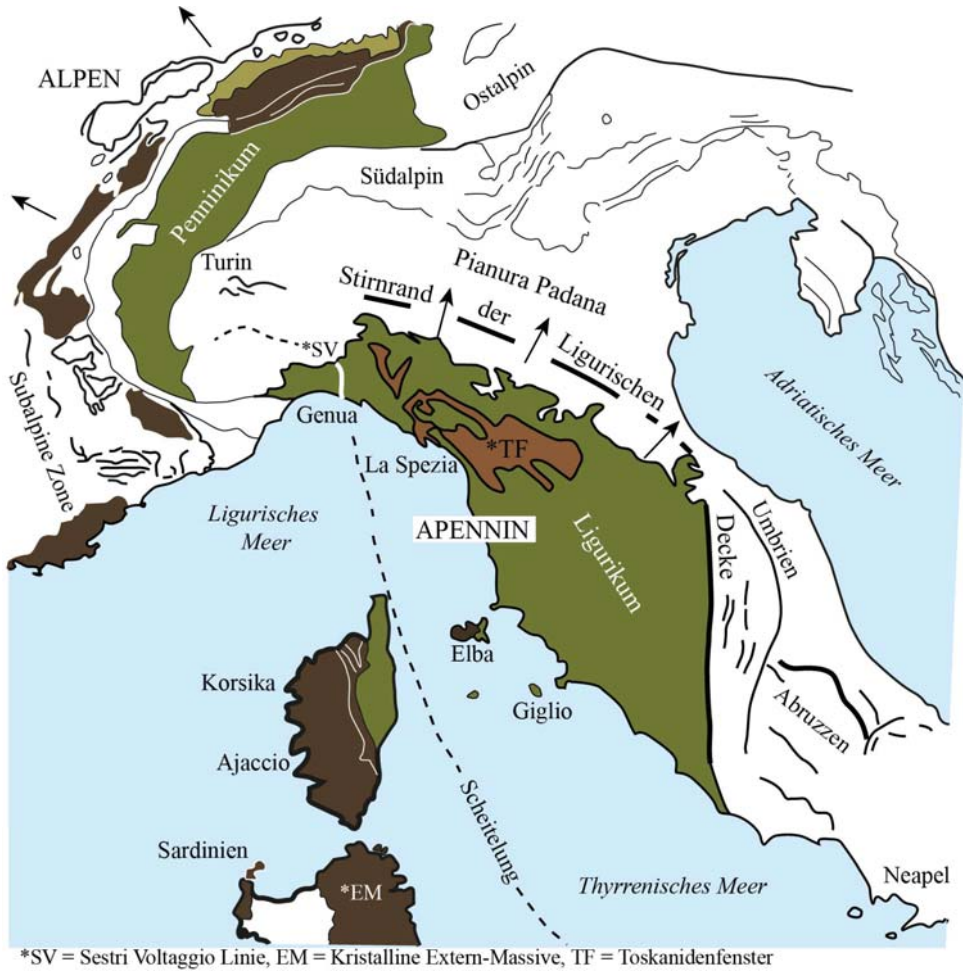 ALPEN
Ostalpin
Südalpin
Penninikum
Turin
Pianura Padana
Stirnrand der Ligurischen Decke
*SV
Genua
*TF
La Spezia
Subalpine Zone
Adriatisches Meer
Ligurisches
Meer
APENNIN
Ligurikum
Umbrien
Elba
Korsika
Giglio
Abruzzen
Ajaccio
Scheitelung
Sardinien
*EM
Thyrrenisches Meer
Neapel
*SV = Sestri Voltaggio Linie, EM = Kristalline Extern-Massive, TF = Toskanidenfenster